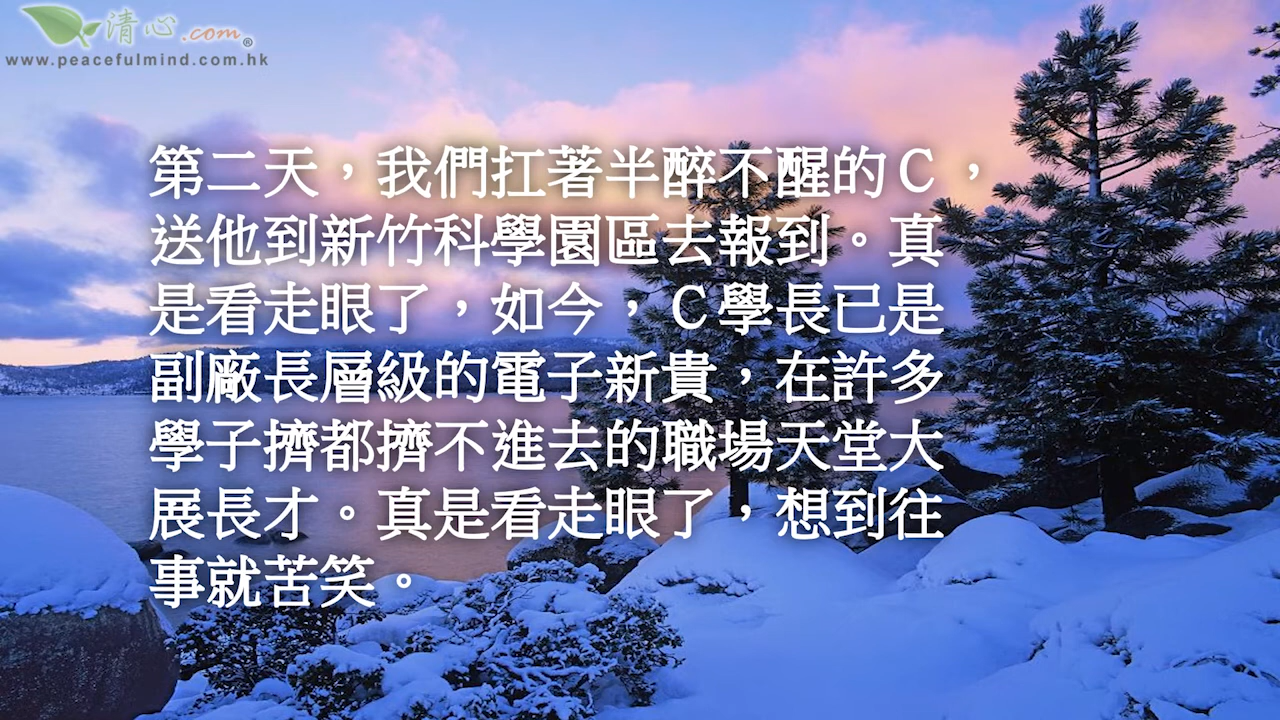 清心.com®
www.peacefulmind.com.hk
第二天，我們扛著半醉不醒的Ｃ，
送他到新竹科學園區去報到。真
是看走眼了，如今，Ｃ學長已是
副廠長層級的電子新貴，在許多
學子擠都擠不進去的職場天堂大
展長才。真是看走眼了，想到往
事就苦笑。